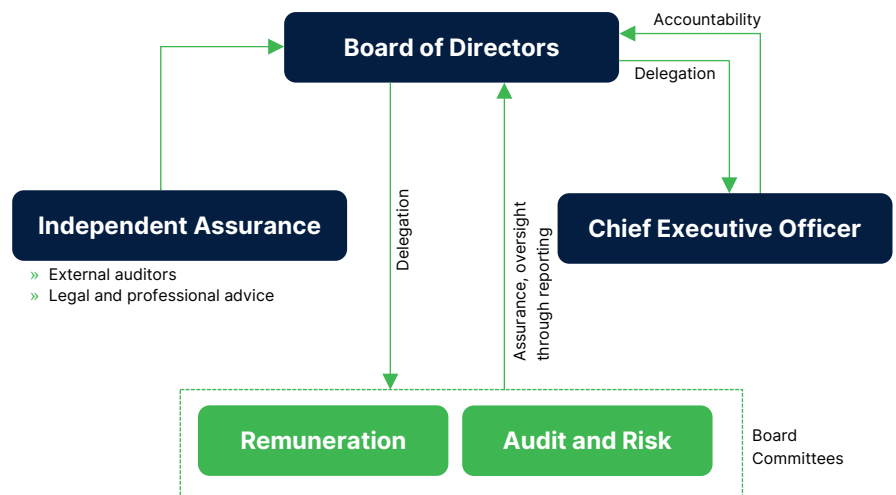 Accountability
Board of Directors
Delegation
Independent Assurance
» External auditors
» Legal and professional advice
Delegation
Assurance, oversight
through reporting
Chief Executive Officer
Remuneration
Audit and Risk
Board
Committees